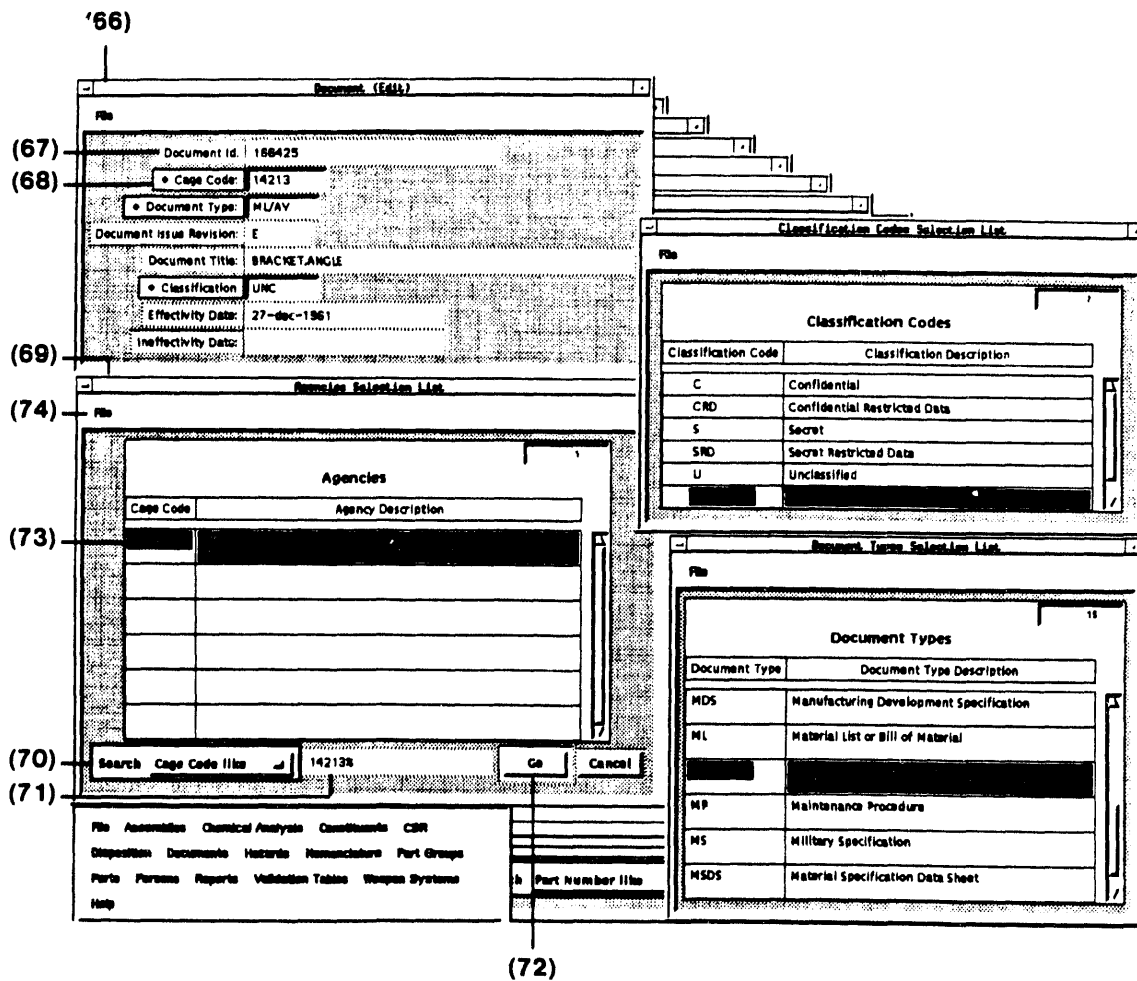 '66)
Document (Edit)
File
(67)
Document Id. 166425
(68)
Cage Code: 14213
Document Type: ML/AV
Document Issue Revision: E
Document Title: BRACKET,ANGLE
Classification UNC
Effectivity Date: 27-dec-1961
Ineffectivity Date:
(69)
Agencies Selection List
(74)
File
1
Agencies
Cage Code Agency Description
(73)
(70)
Search Cage Code like 14213% Go Cancel
(71)
File Assemblies Chemical Analysis Constituents CSR
Disposition Documents Hazards Nomenclature Part Groups
Parts Persons Reports Validation Tables Weapon Systems
Help
h Part Number like
(72)
Classification Codes Selection List
File
7
Classification Codes
Classification Code Classification Description
C Confidential
CRD Confidential Restricted Data
S Secret
SRD Secret Restricted Data
U Unclassified
Document Types Selection List
File
15
Document Types
Document Type Document Type Description
MDS Manufacturing Development Specification
ML Material List or Bill of Material
MP Maintenance Procedure
MS Military Specification
MSDS Material Specification Data Sheet